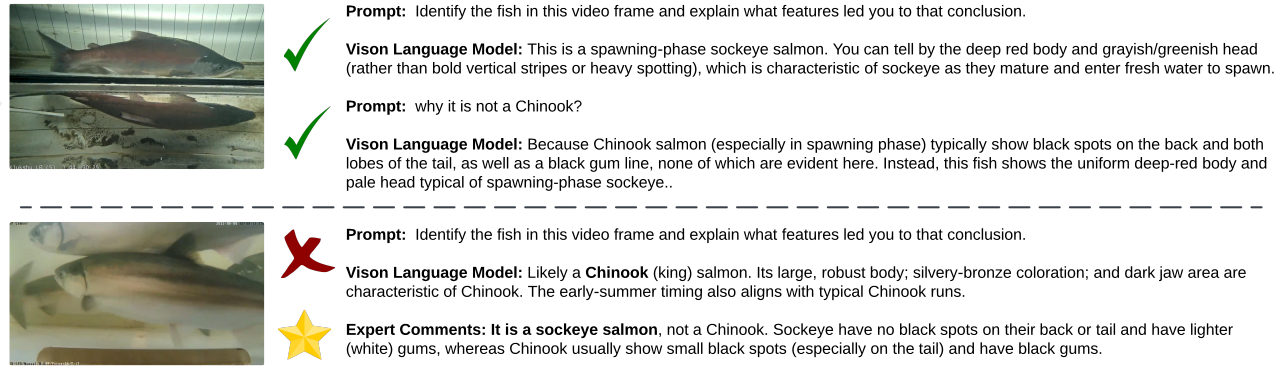 Prompt: Identify the fish in this video frame and explain what features led you to that conclusion.
Vison Language Model: This is a spawning-phase sockeye salmon. You can tell by the deep red body and grayish/greenish head
(rather than bold vertical stripes or heavy spotting), which is characteristic of sockeye as they mature and enter fresh water to spawn.
Prompt: why it is not a Chinook?
Vison Language Model: Because Chinook salmon (especially in spawning phase) typically show black spots on the back and both
lobes of the tail, as well as a black gum line, none of which are evident here. Instead, this fish shows the uniform deep-red body and
pale head typical of spawning-phase sockeye..
Prompt: Identify the fish in this video frame and explain what features led you to that conclusion.
Vison Language Model: Likely a Chinook (king) salmon. Its large, robust body; silvery-bronze coloration; and dark jaw area are
characteristic of Chinook. The early-summer timing also aligns with typical Chinook runs.
Expert Comments: It is a sockeye salmon, not a Chinook. Sockeye have no black spots on their back or tail and have lighter
(white) gums, whereas Chinook usually show small black spots (especially on the tail) and have black gums.